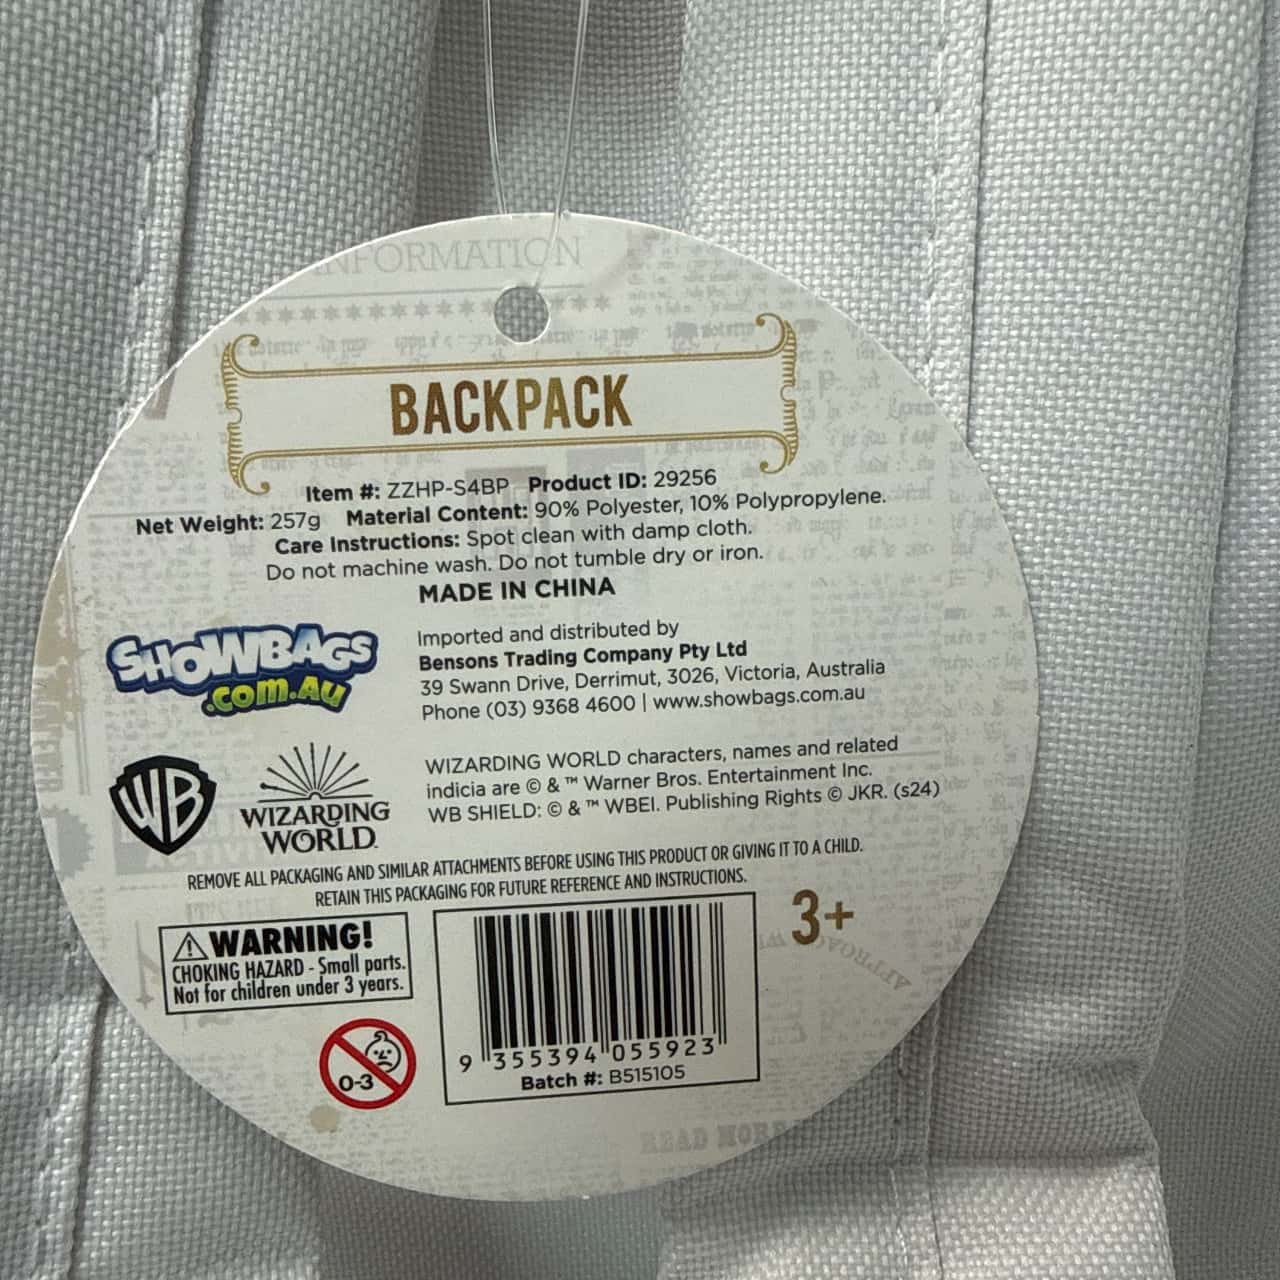 INFORMATION
BACKPACK
Item #: ZZHP-S4BP Product ID: 29256
Net Weight: 257g Material Content: 90% Polyester, 10% Polypropylene.
Care Instructions: Spot clean with damp cloth.
Do not machine wash. Do not tumble dry or iron.
MADE IN CHINA
SHOWBAGS
.com.au
Imported and distributed by
Bensons Trading Company Pty Ltd
39 Swann Drive, Derrimut, 3026, Victoria, Australia
Phone (03) 9368 4600 | www.showbags.com.au
WB
WIZARDING
WORLD
WIZARDING WORLD characters, names and related
indicia are © & ™ Warner Bros. Entertainment Inc.
WB SHIELD: © & ™ WBEI. Publishing Rights © JKR. (s24)
REMOVE ALL PACKAGING AND SIMILAR ATTACHMENTS BEFORE USING THIS PRODUCT OR GIVING IT TO A CHILD.
RETAIN THIS PACKAGING FOR FUTURE REFERENCE AND INSTRUCTIONS.
⚠ WARNING!
CHOKING HAZARD - Small parts.
Not for children under 3 years.
3+
0-3
9 355394 055923
Batch #: B515105
READ MORE